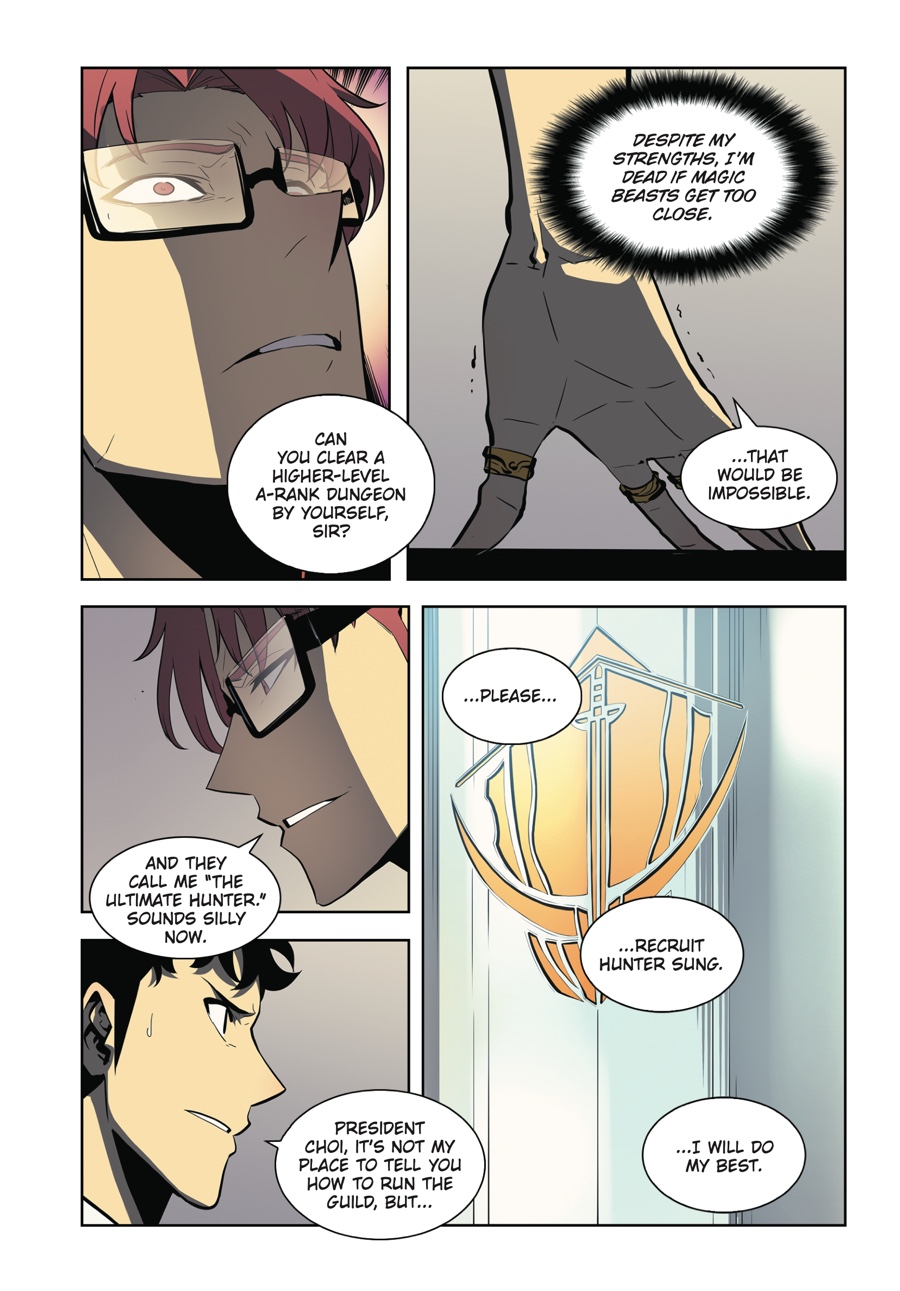 CAN
YOU CLEAR A
HIGHER-LEVEL
A-RANK DUNGEON
BY YOURSELF,
SIR?
DESPITE MY
STRENGTHS, I'M
DEAD IF MAGIC
BEASTS GET TOO
CLOSE.
...THAT
WOULD BE
IMPOSSIBLE.
AND THEY
CALL ME "THE
ULTIMATE HUNTER."
SOUNDS SILLY
NOW.
PRESIDENT
CHOI, IT'S NOT MY
PLACE TO TELL YOU
HOW TO RUN THE
GUILD, BUT...
...PLEASE...
...RECRUIT
HUNTER SUNG.
...I WILL DO
MY BEST.